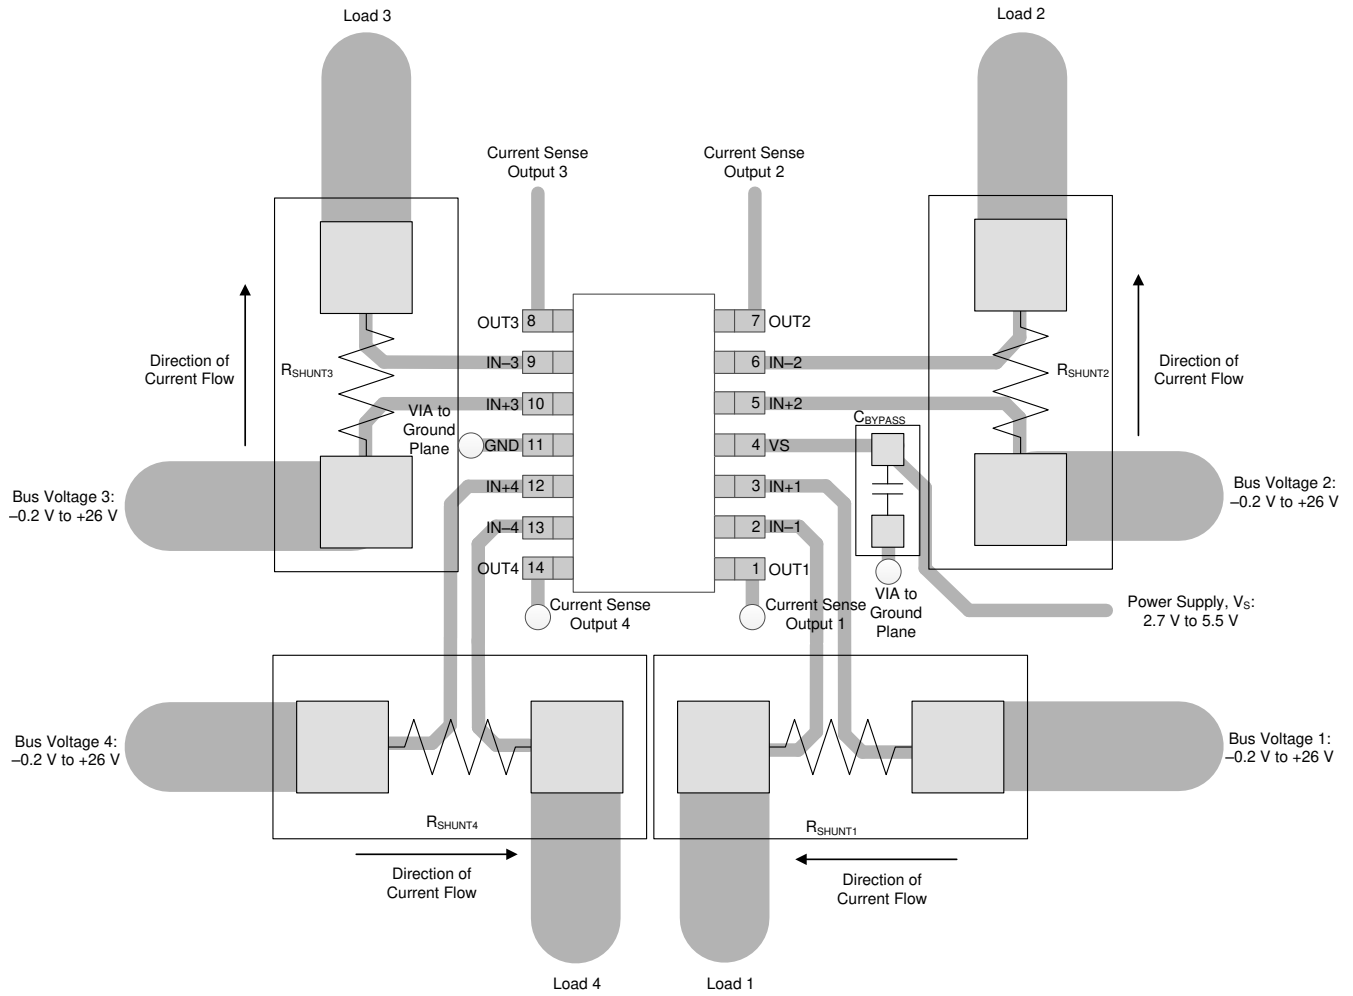 Load 3
Load 2
Current Sense
Output 3
Current Sense
Output 2
OUT3 8
7 OUT2
IN–3 9
6 IN–2
IN+3 10
5 IN+2
GND 11
4 VS
IN+4 12
3 IN+1
IN–4 13
2 IN–1
OUT4 14
1 OUT1
Direction of
Current Flow
RSHUNT3
VIA to
Ground
Plane
CBYPASS
RSHUNT2
Direction of
Current Flow
Bus Voltage 3:
–0.2 V to +26 V
Bus Voltage 2:
–0.2 V to +26 V
Current Sense
Output 4
Current Sense
Output 1
VIA to
Ground
Plane
Power Supply, VS:
2.7 V to 5.5 V
Bus Voltage 4:
–0.2 V to +26 V
Bus Voltage 1:
–0.2 V to +26 V
RSHUNT4
RSHUNT1
Direction of
Current Flow
Direction of
Current Flow
Load 4
Load 1